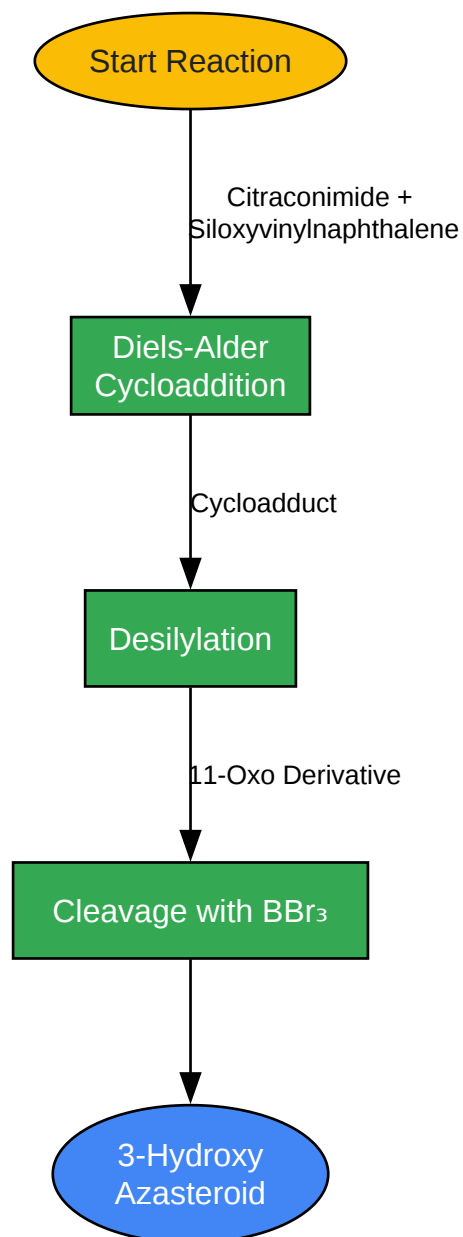 Start Reaction
Citraconimide +
Siloxyvinylnaphthalene
Diels-Alder
Cycloaddition
Cycloadduct
Desilylation
11-Oxo Derivative
Cleavage with BBr₃
3-Hydroxy
Azasteroid